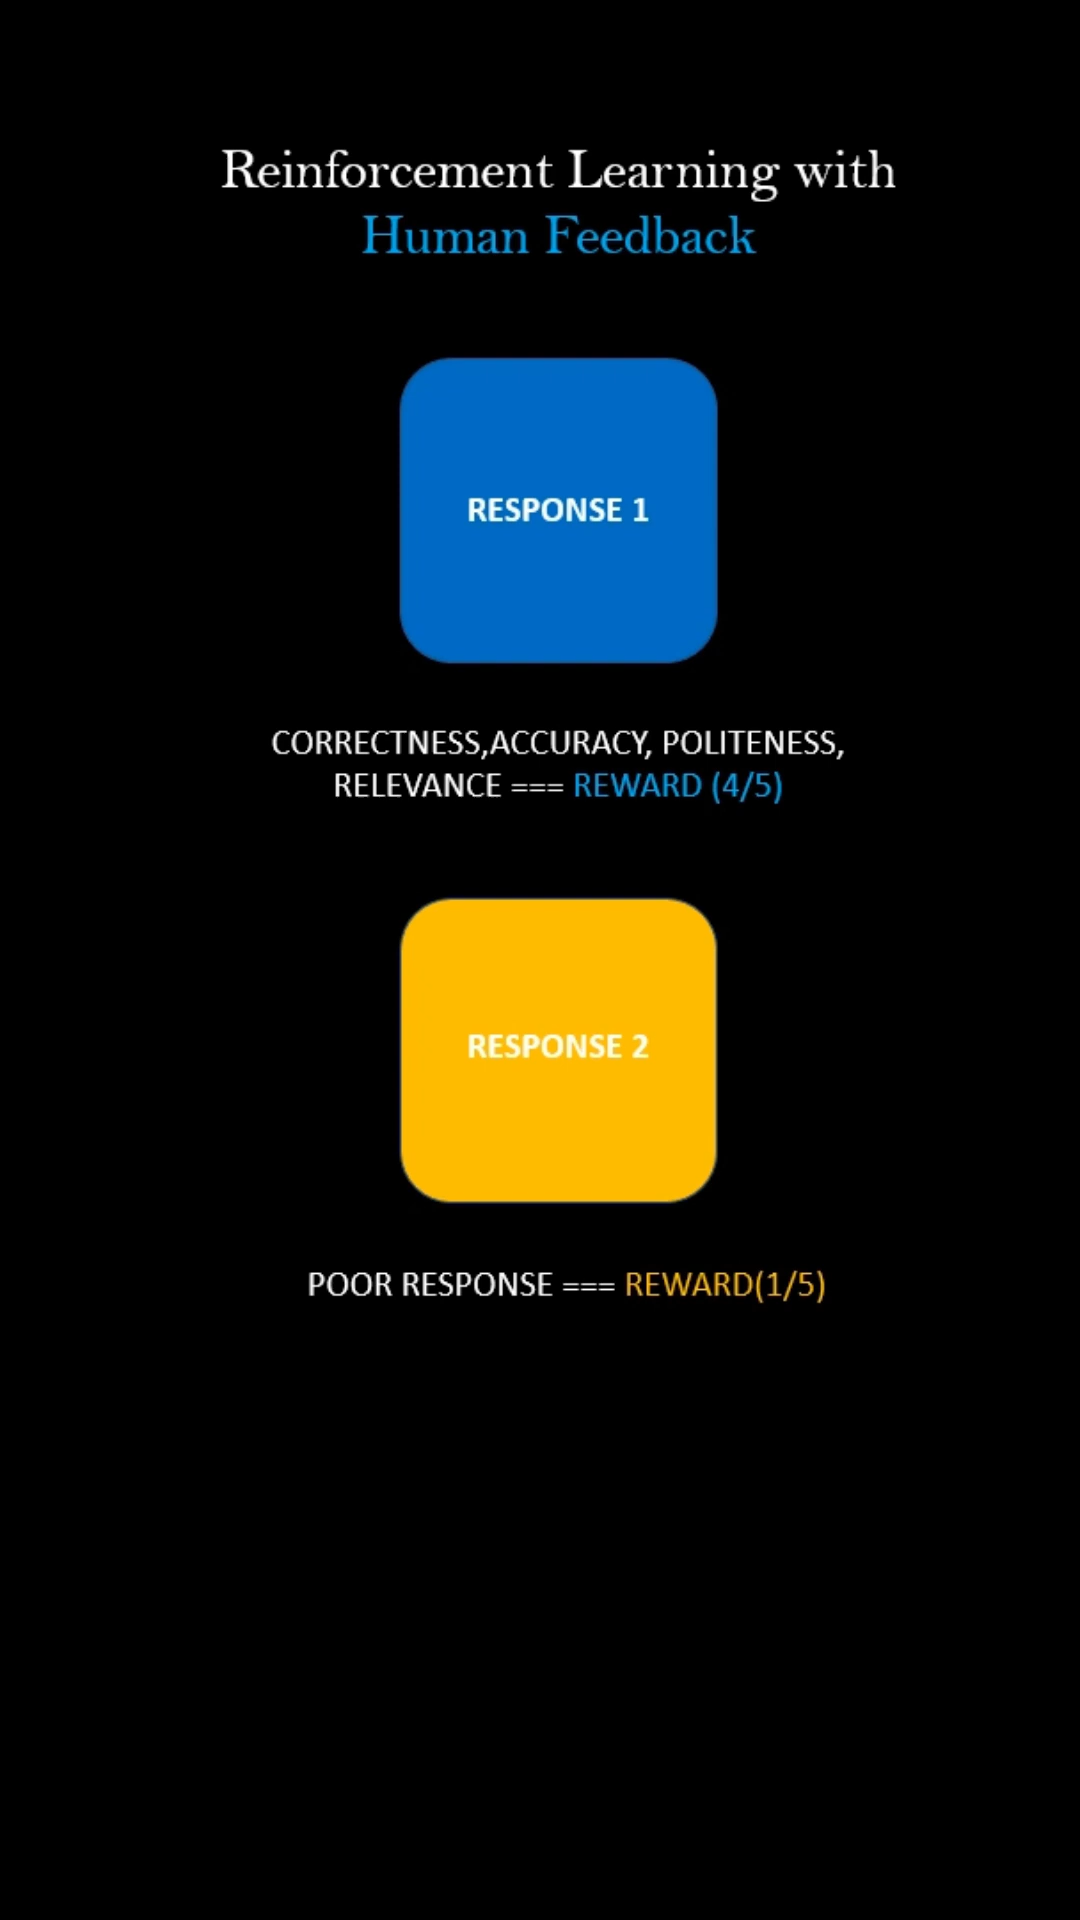 Reinforcement Learning with
Human Feedback
RESPONSE 1
CORRECTNESS,ACCURACY, POLITENESS,
RELEVANCE === REWARD (4/5)
RESPONSE 2
POOR RESPONSE === REWARD(1/5)